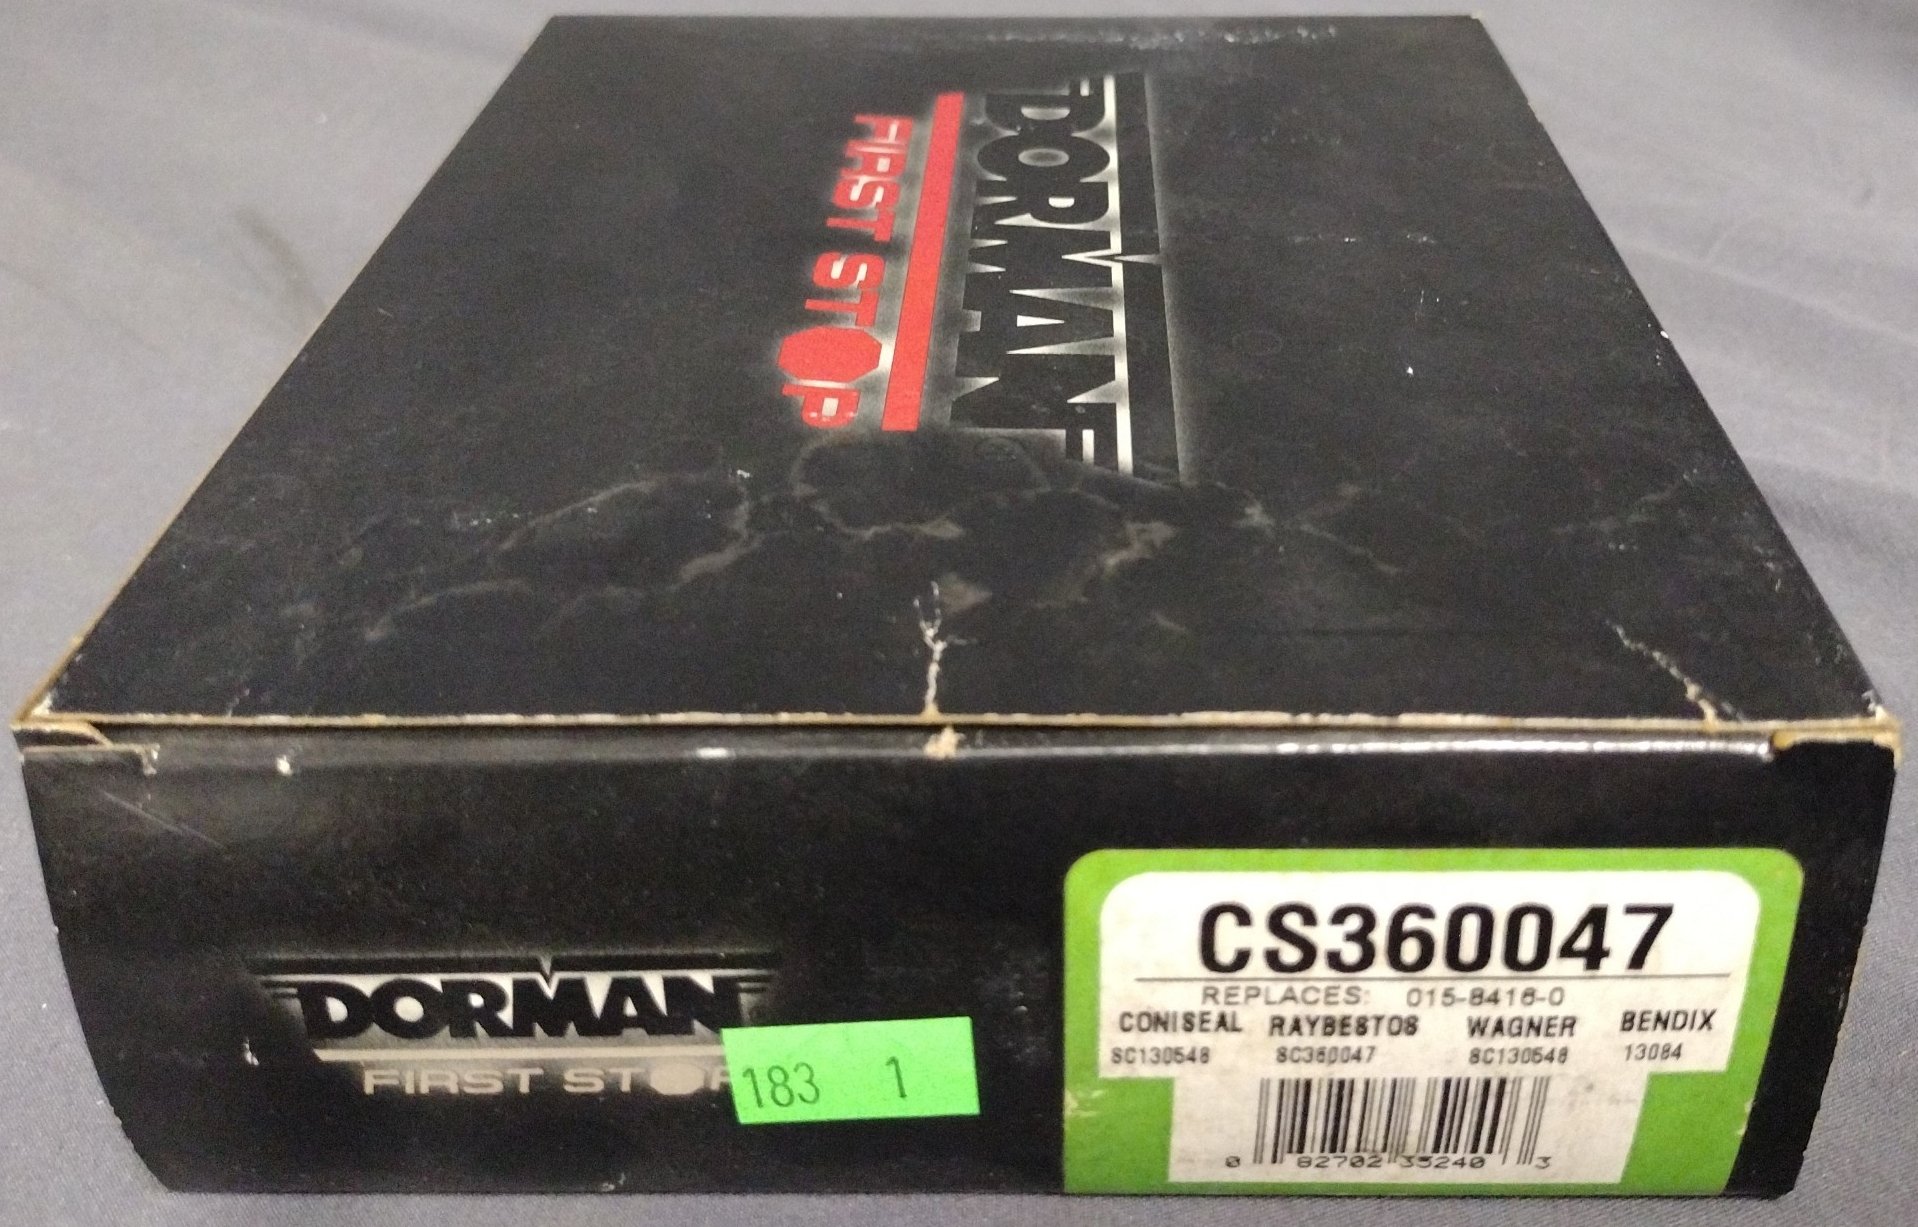 DORMAN
FIRST STOP
DORMAN
FIRST STOP
183 1
CS360047
REPLACES: 015-8416-0
CONISEAL RAYBESTOS WAGNER BENDIX
SC130548 SC360047 SC130548 13084
0 82702 35240 3